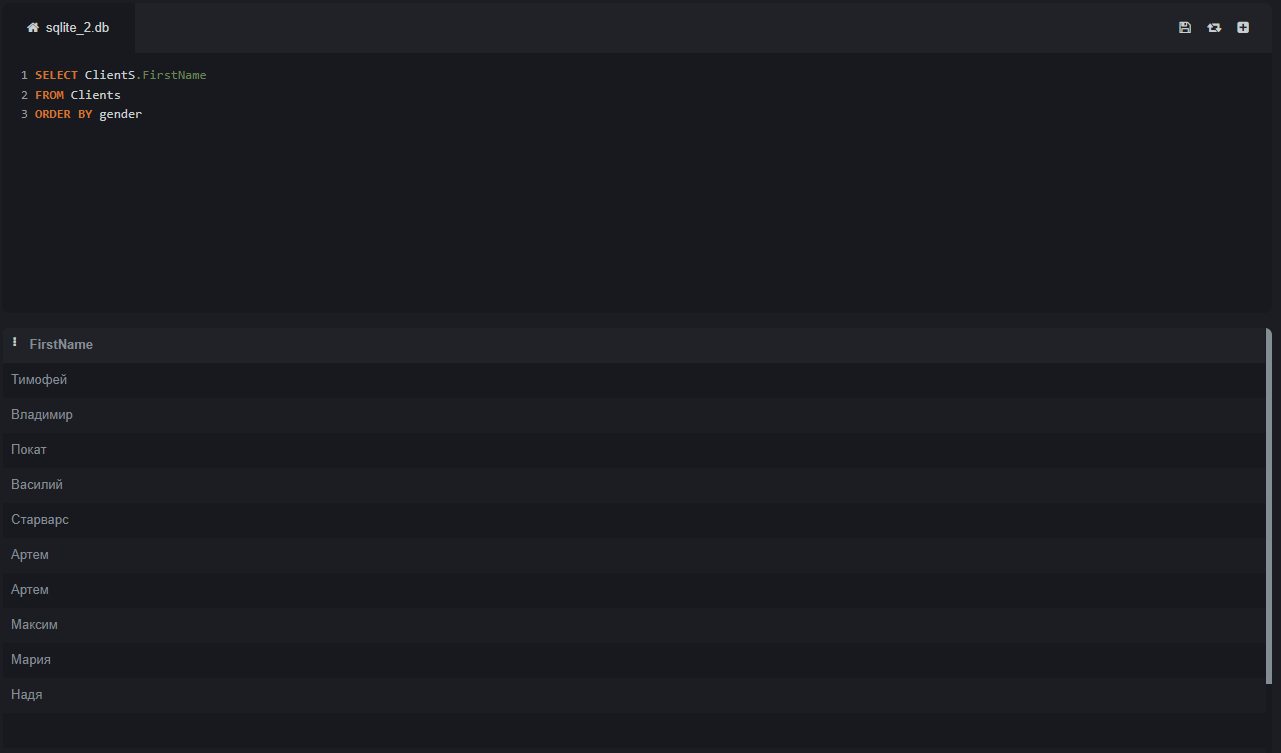 sqlite_2.db
1 SELECT ClientS.FirstName
2 FROM Clients
3 ORDER BY gender
FirstName
Тимофей
Владимир
Покат
Василий
Старварс
Артем
Артем
Максим
Мария
Надя